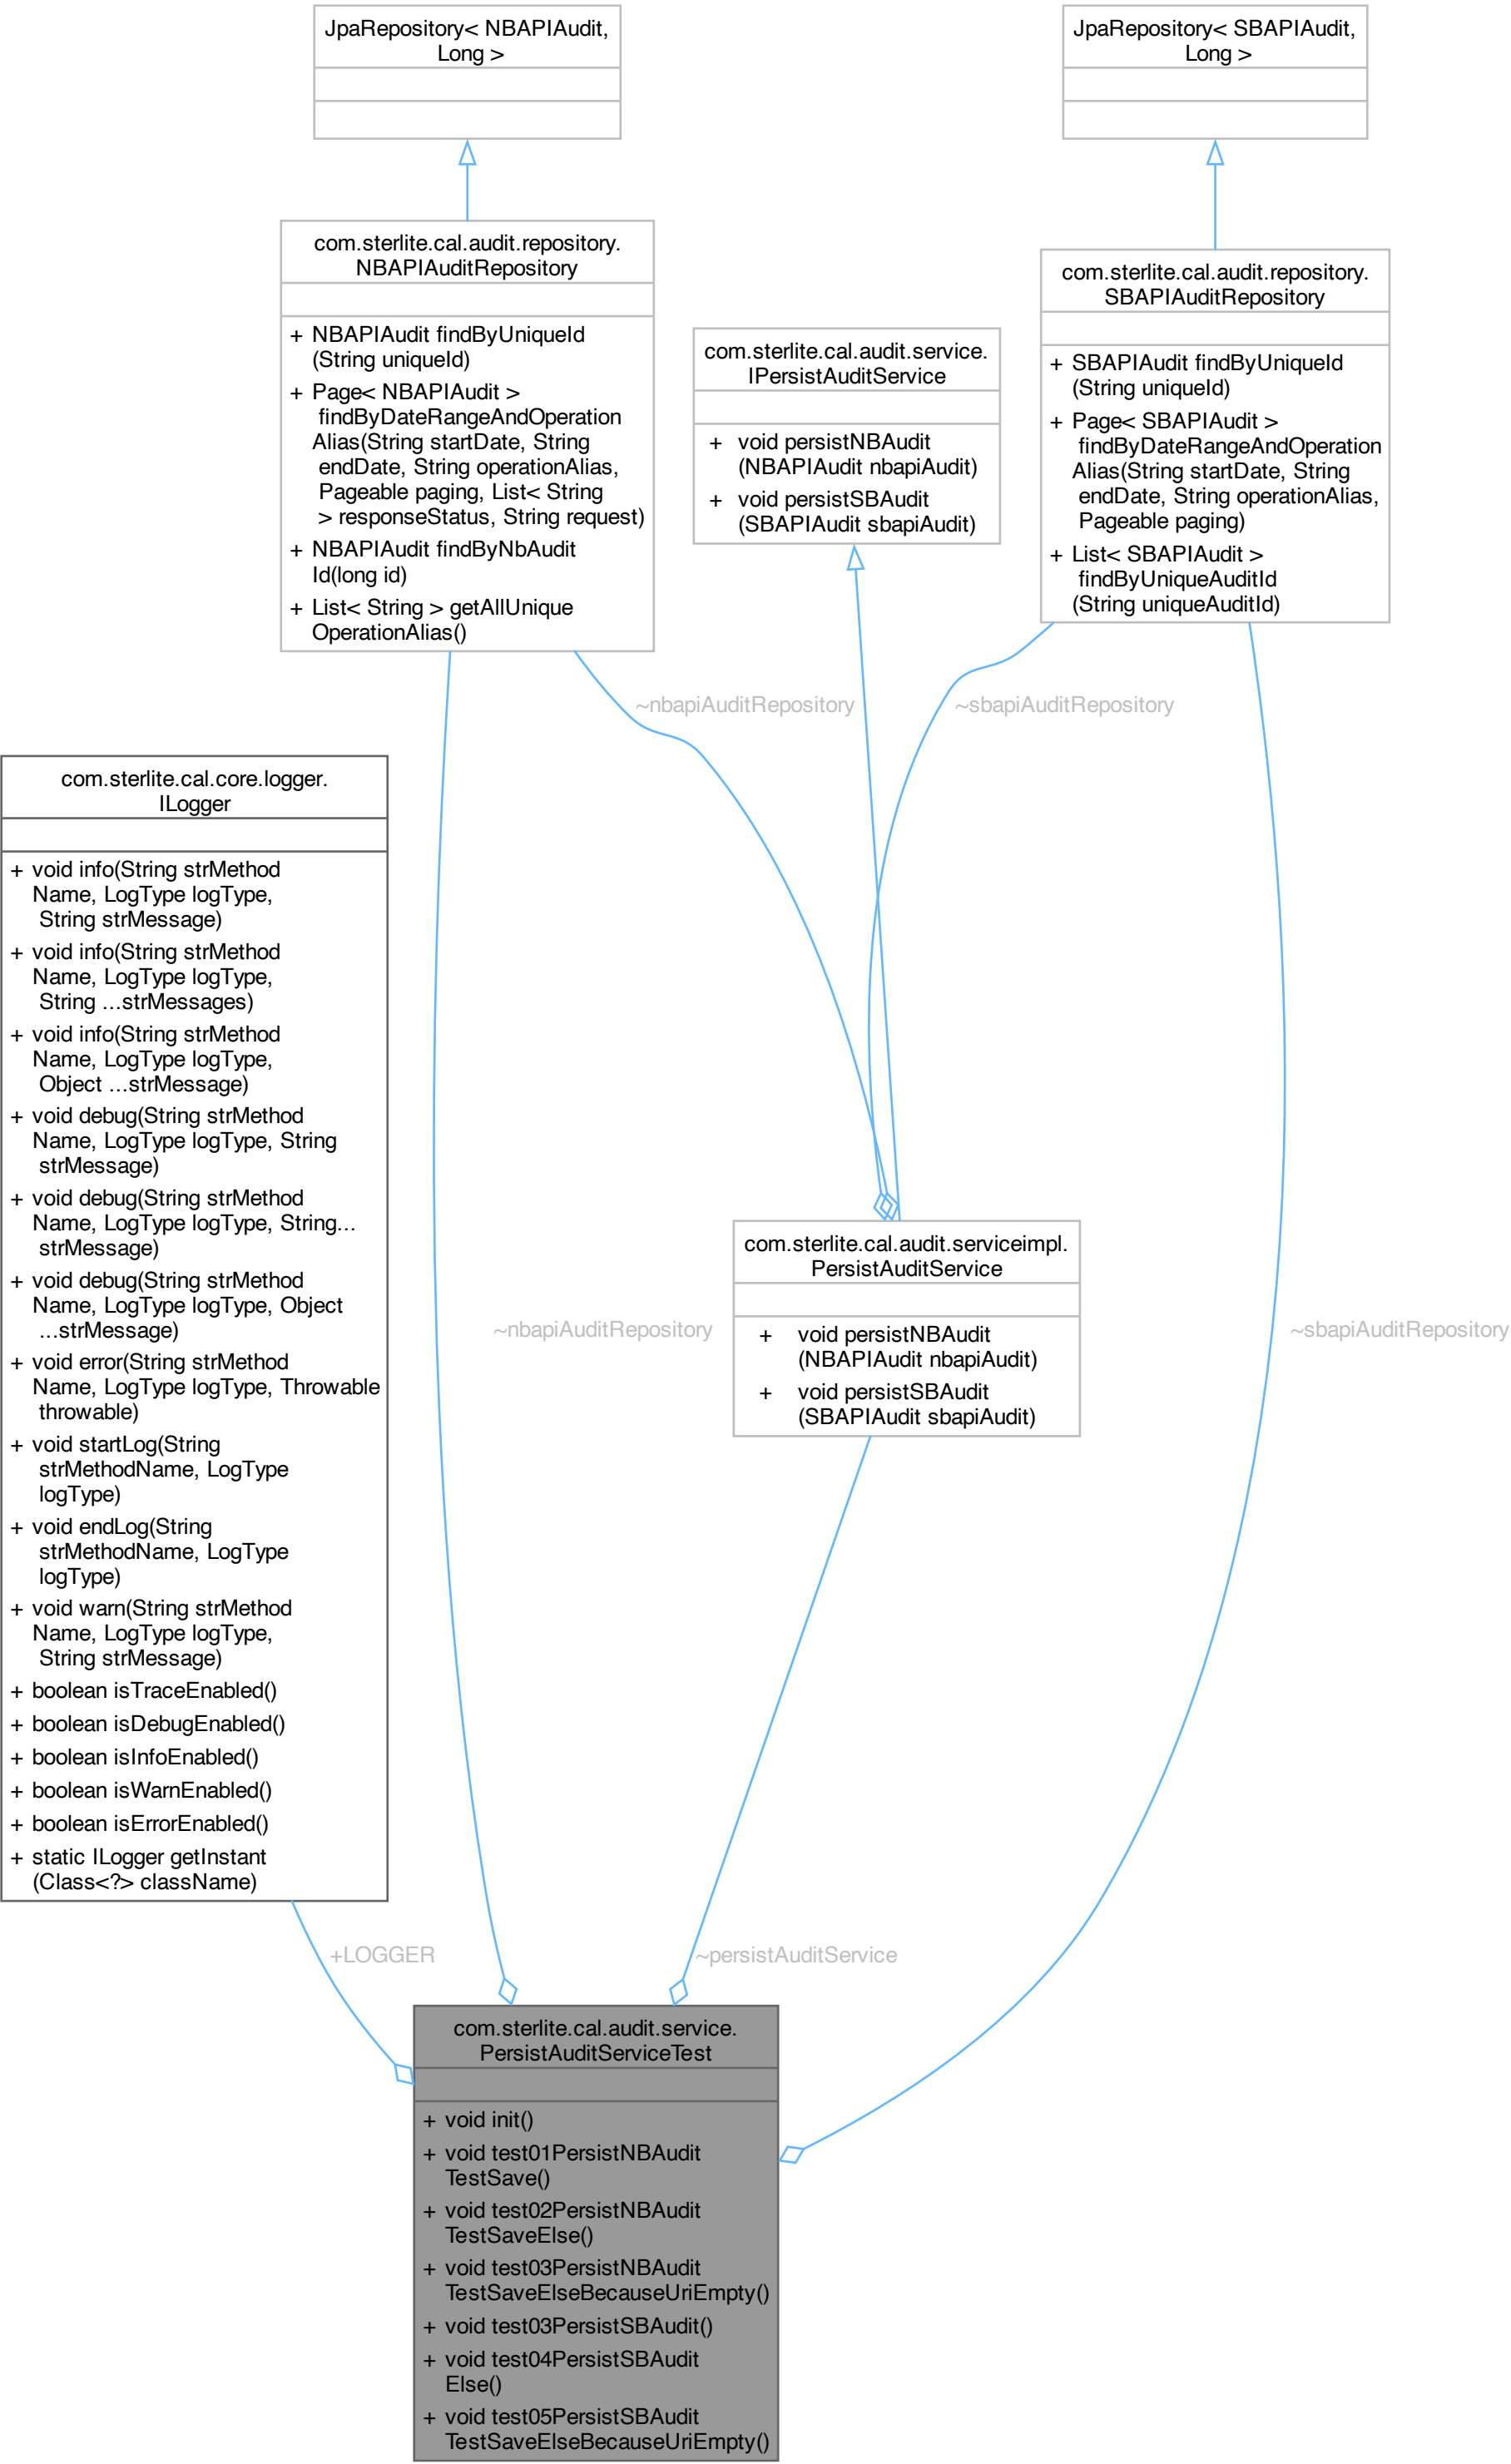 JpaRepository< NBAPIAudit,
Long >
JpaRepository< SBAPIAudit,
Long >
com.sterlite.cal.audit.repository.
NBAPIAuditRepository
+ NBAPIAudit findByUniqueId
(String uniqueId)
+ Page< NBAPIAudit >
findByDateRangeAndOperation
Alias(String startDate, String
endDate, String operationAlias,
Pageable paging, List< String
> responseStatus, String request)
+ NBAPIAudit findByNbAudit
Id(long id)
+ List< String > getAllUnique
OperationAlias()
com.sterlite.cal.audit.repository.
SBAPIAuditRepository
+ SBAPIAudit findByUniqueId
(String uniqueId)
+ Page< SBAPIAudit >
findByDateRangeAndOperation
Alias(String startDate, String
endDate, String operationAlias,
Pageable paging)
+ List< SBAPIAudit >
findByUniqueAuditId
(String uniqueAuditId)
com.sterlite.cal.audit.service.
IPersistAuditService
+ void persistNBAudit
(NBAPIAudit nbapiAudit)
+ void persistSBAudit
(SBAPIAudit sbapiAudit)
~nbapiAuditRepository
~sbapiAuditRepository
com.sterlite.cal.core.logger.
ILogger
+ void info(String strMethod
Name, LogType logType,
String strMessage)
+ void info(String strMethod
Name, LogType logType,
String ...strMessages)
+ void info(String strMethod
Name, LogType logType,
Object ...strMessage)
+ void debug(String strMethod
Name, LogType logType, String
strMessage)
+ void debug(String strMethod
Name, LogType logType, String...
strMessage)
+ void debug(String strMethod
Name, LogType logType, Object
...strMessage)
+ void error(String strMethod
Name, LogType logType, Throwable
throwable)
+ void startLog(String
strMethodName, LogType
logType)
+ void endLog(String
strMethodName, LogType
logType)
+ void warn(String strMethod
Name, LogType logType,
String strMessage)
+ boolean isTraceEnabled()
+ boolean isDebugEnabled()
+ boolean isInfoEnabled()
+ boolean isWarnEnabled()
+ boolean isErrorEnabled()
+ static ILogger getInstant
(Class<?> className)
com.sterlite.cal.audit.serviceimpl.
PersistAuditService
+ void persistNBAudit
(NBAPIAudit nbapiAudit)
+ void persistSBAudit
(SBAPIAudit sbapiAudit)
~nbapiAuditRepository
~sbapiAuditRepository
+LOGGER
~persistAuditService
com.sterlite.cal.audit.service.
PersistAuditServiceTest
+ void init()
+ void test01PersistNBAudit
TestSave()
+ void test02PersistNBAudit
TestSaveElse()
+ void test03PersistNBAudit
TestSaveElseBecauseUriEmpty()
+ void test03PersistSBAudit()
+ void test04PersistSBAudit
Else()
+ void test05PersistSBAudit
TestSaveElseBecauseUriEmpty()